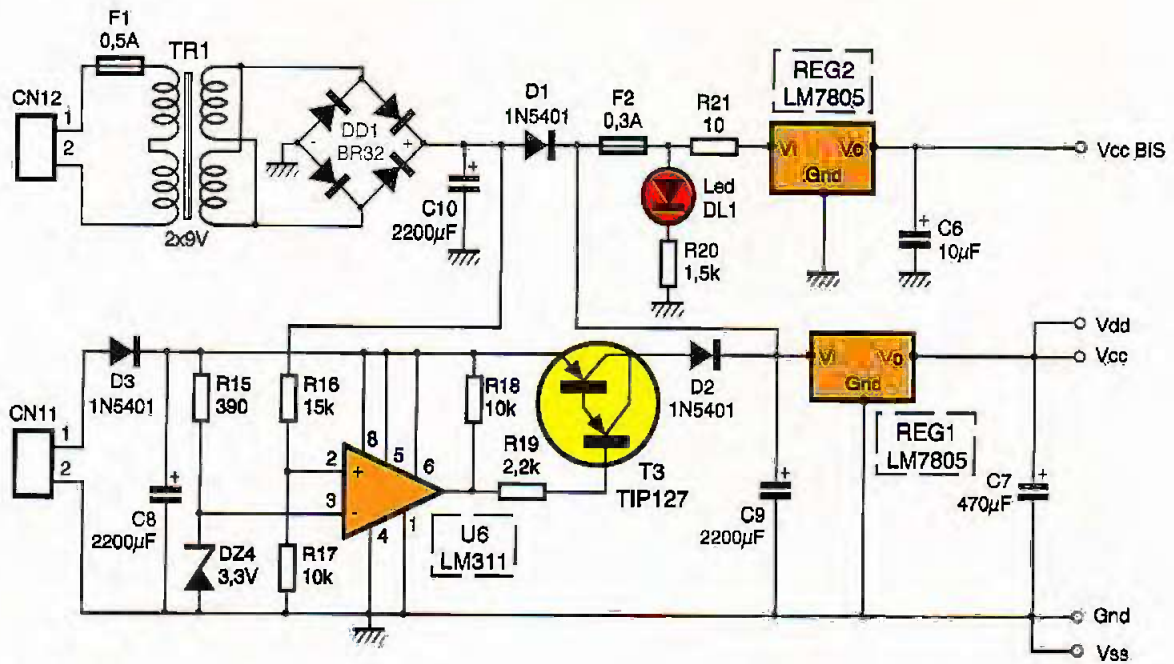 F1
0,5A
TR1
CN12
1
2
2x9V
DD1
BR32
-
+
+
C10
2200µF
D1
1N5401
F2
0,3A
R21
10
REG2
LM7805
Vi
Vo
Gnd
Vcc BIS
Led
DL1
R20
1,5k
+
C6
10µF
D3
1N5401
CN11
1
2
R15
390
R16
15k
R18
10k
R19
2,2k
T3
TIP127
D2
1N5401
Vi
Vo
Gnd
REG1
LM7805
Vdd
Vcc
8
5
6
2
+
3
-
4
1
U6
LM311
+
C8
2200µF
DZ4
3,3V
R17
10k
+
C9
2200µF
+
C7
470µF
Gnd
Vss